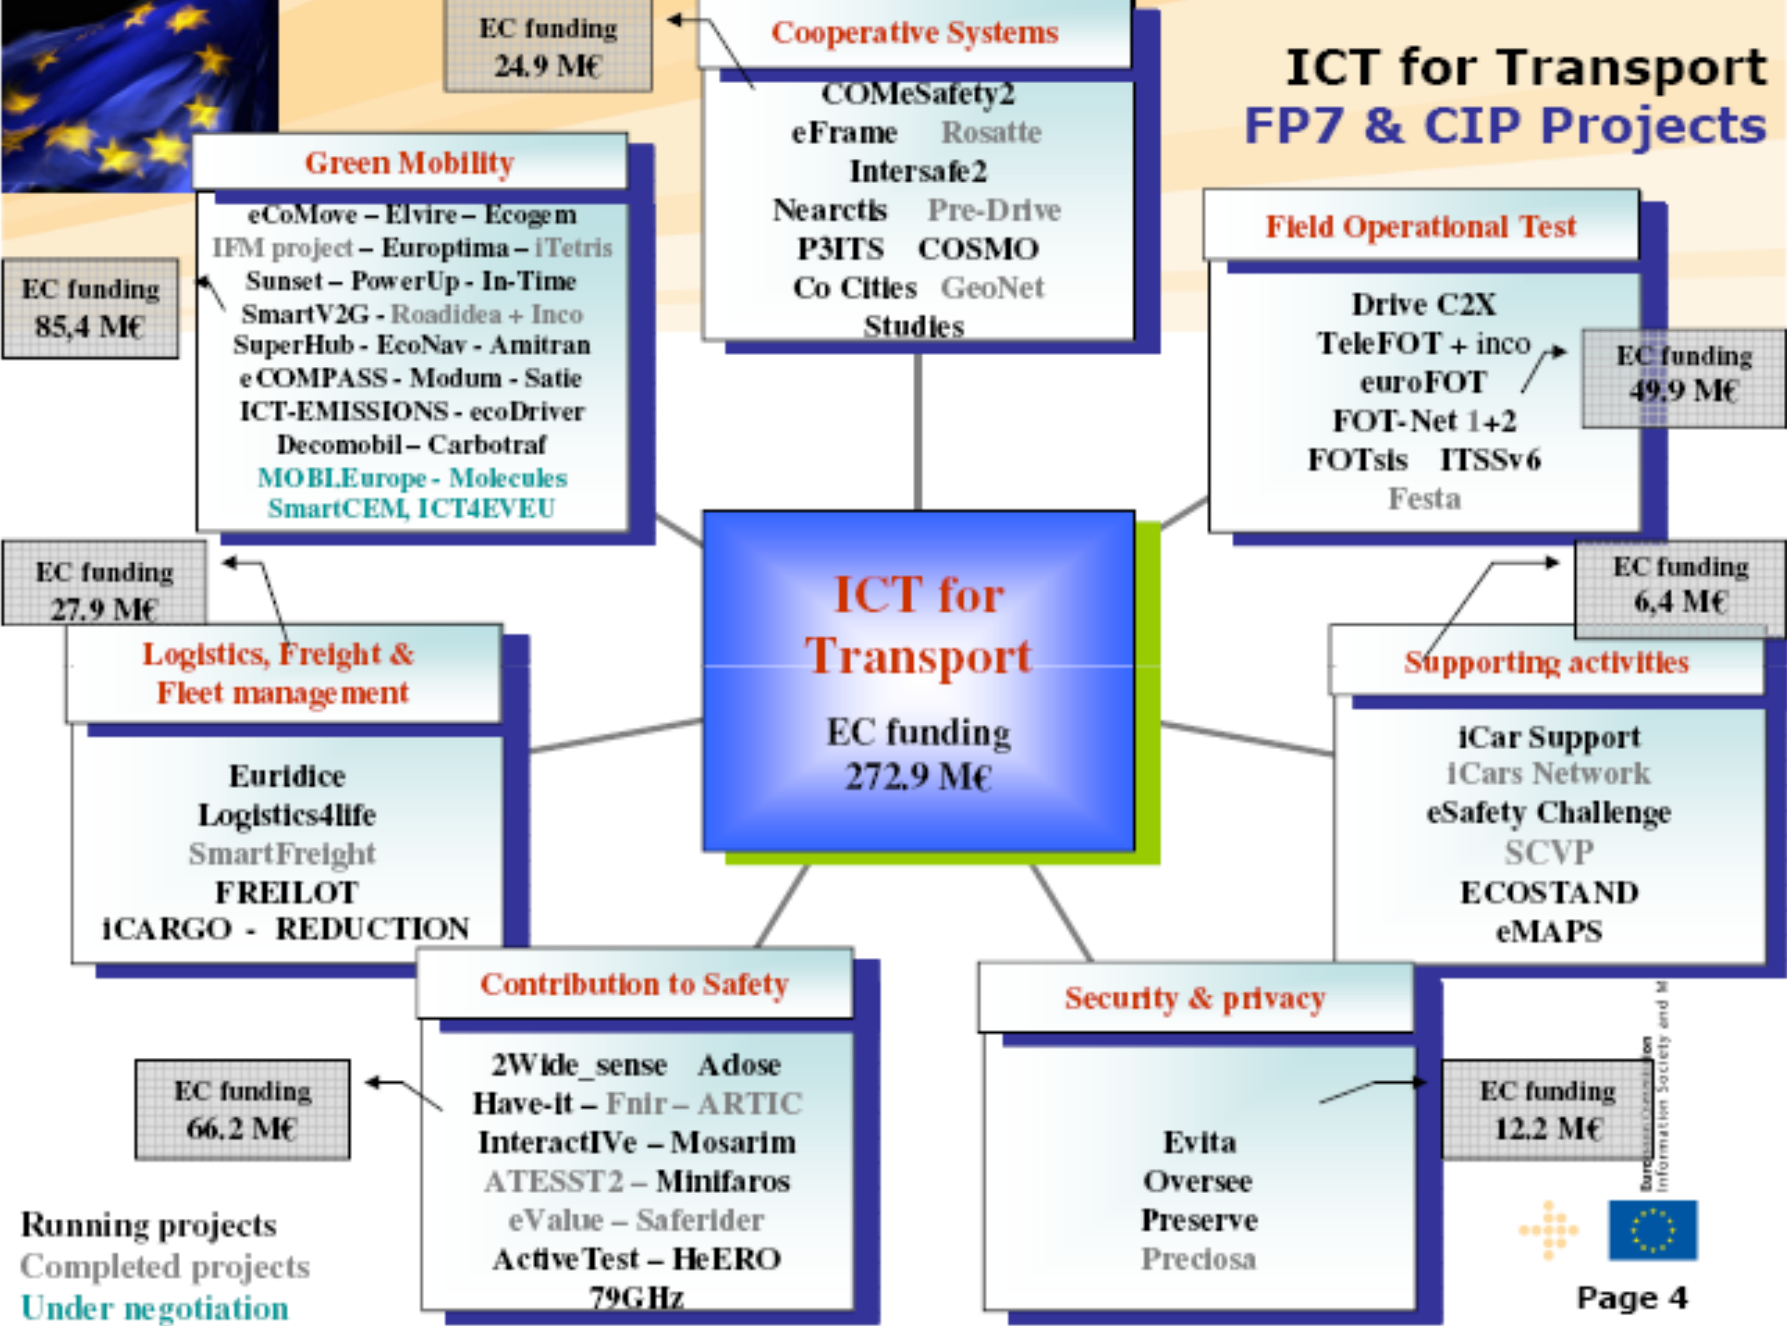 ICT for Transport
FP7 & CIP Projects
EC funding
24.9 M€
Cooperative Systems
COMeSafety2
eFrame Rosatte
Intersafe2
Nearctis Pre-Drive
P3ITS COSMO
Co Cities GeoNet
Studies
Green Mobility
eCoMove – Elvire – Ecogem
IFM project – Europtima – iTetris
Sunset – PowerUp - In-Time
SmartV2G - Roadidea + Inco
SuperHub - EcoNav - Amitran
eCOMPASS - Modum - Satie
ICT-EMISSIONS - ecoDriver
Decomobil – Carbotraf
MOBI.Europe - Molecules
SmartCEM, ICT4EVEU
EC funding
85,4 M€
Field Operational Test
Drive C2X
TeleFOT + inco
euroFOT
FOT-Net 1+2
FOTsis ITSSv6
Festa
EC funding
49.9 M€
ICT for
Transport
EC funding
272.9 M€
EC funding
27.9 M€
Logistics, Freight &
Fleet management
Euridice
Logistics4life
SmartFreight
FREILOT
iCARGO - REDUCTION
EC funding
6,4 M€
Supporting activities
iCar Support
iCars Network
eSafety Challenge
SCVP
ECOSTAND
eMAPS
Contribution to Safety
2Wide_sense Adose
Have-it – Fnir – ARTIC
InteractIVe – Mosarim
ATESST2 – Minifaros
eValue – Saferider
ActiveTest – HeERO
79GHz
EC funding
66.2 M€
Security & privacy
Evita
Oversee
Preserve
Preciosa
EC funding
12.2 M€
European Commission
Information Society and M
Running projects
Completed projects
Under negotiation
Page 4